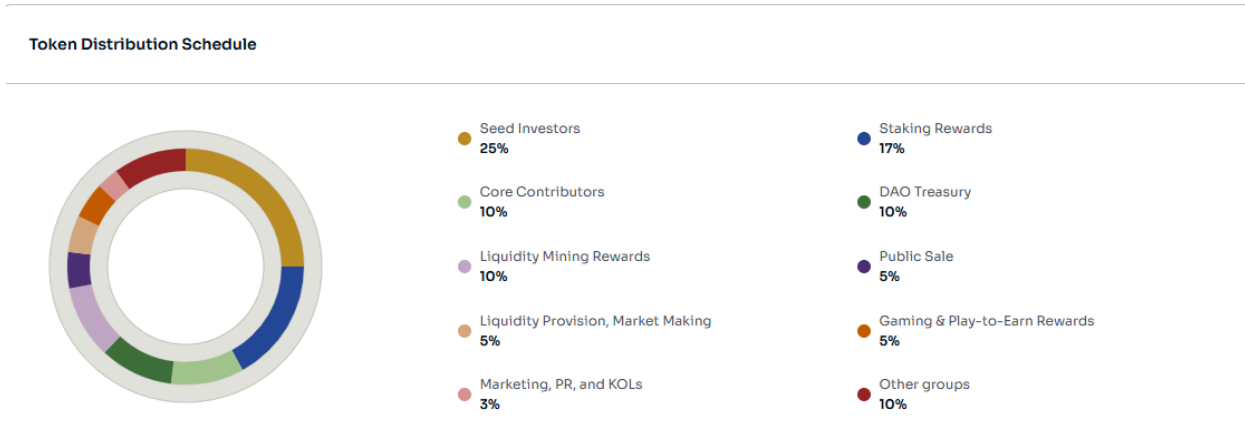 Token Distribution Schedule
Seed Investors
25%
Staking Rewards
17%
Core Contributors
10%
DAO Treasury
10%
Liquidity Mining Rewards
10%
Public Sale
5%
Liquidity Provision, Market Making
5%
Gaming & Play-to-Earn Rewards
5%
Marketing, PR, and KOLs
3%
Other groups
10%